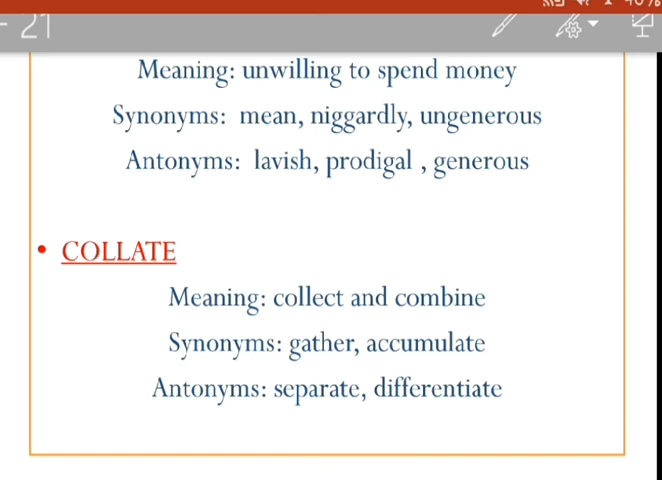 - 21
Meaning: unwilling to spend money
Synonyms: mean, niggardly, ungenerous
Antonyms: lavish, prodigal , generous
• COLLATE
Meaning: collect and combine
Synonyms: gather, accumulate
Antonyms: separate, differentiate